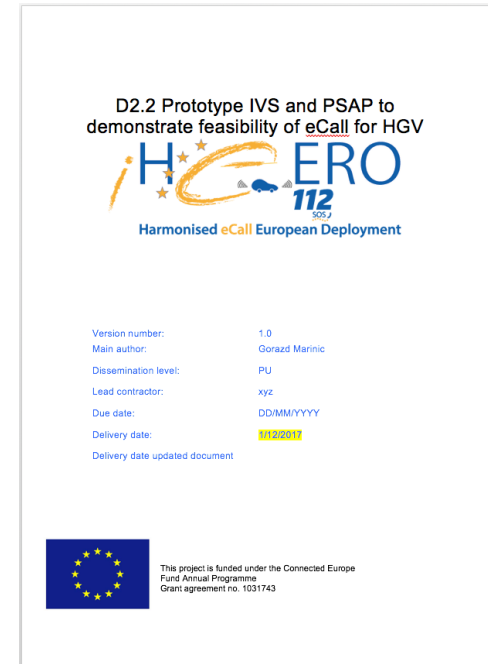 D2.2 Prototype IVS and PSAP to
demonstrate feasibility of eCall for HGV
iHeERO
112
SOS
Harmonised eCall European Deployment
Version number: 1.0
Main author: Gorazd Marinic
Dissemination level: PU
Lead contractor: xyz
Due date: DD/MM/YYYY
Delivery date: 1/12/2017
Delivery date updated document
This project is funded under the Connected Europe
Fund Annual Programme
Grant agreement no. 1031743